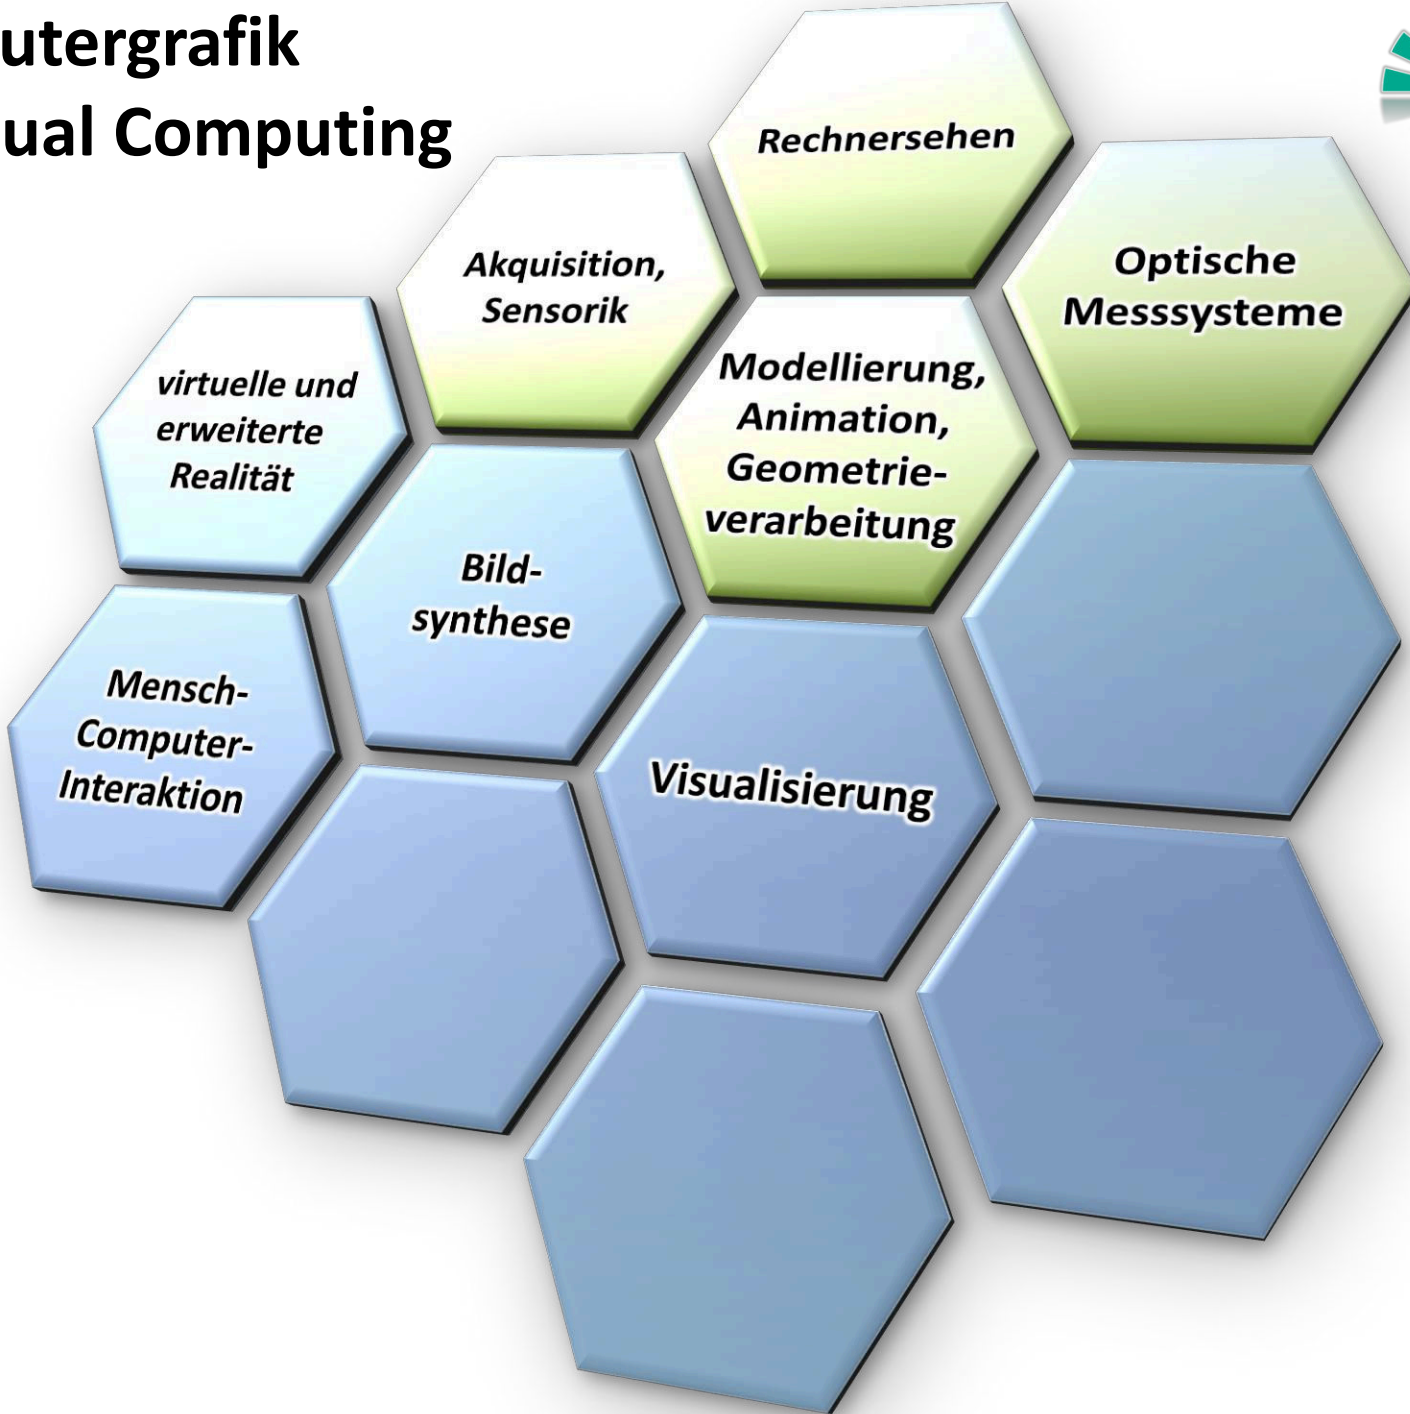 utergrafik
ual Computing
Rechnersehen
Akquisition,
Sensorik
Optische
Messsysteme
virtuelle und
erweiterte
Realität
Modellierung,
Animation,
Geometrie-
verarbeitung
Bild-
synthese
Mensch-
Computer-
Interaktion
Visualisierung